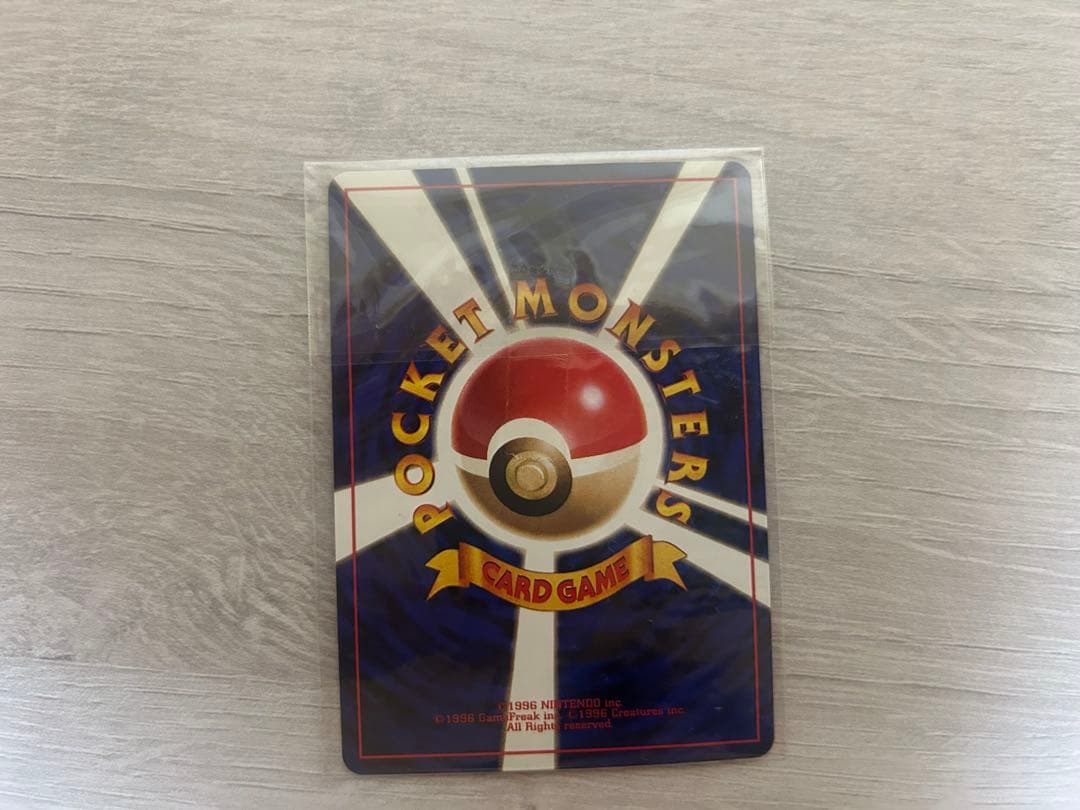 POCKET MONSTERS
CARD GAME
©1996 NINTENDO inc.
©1996 GameFreak inc. ©1996 Creatures inc.
All Rights reserved.